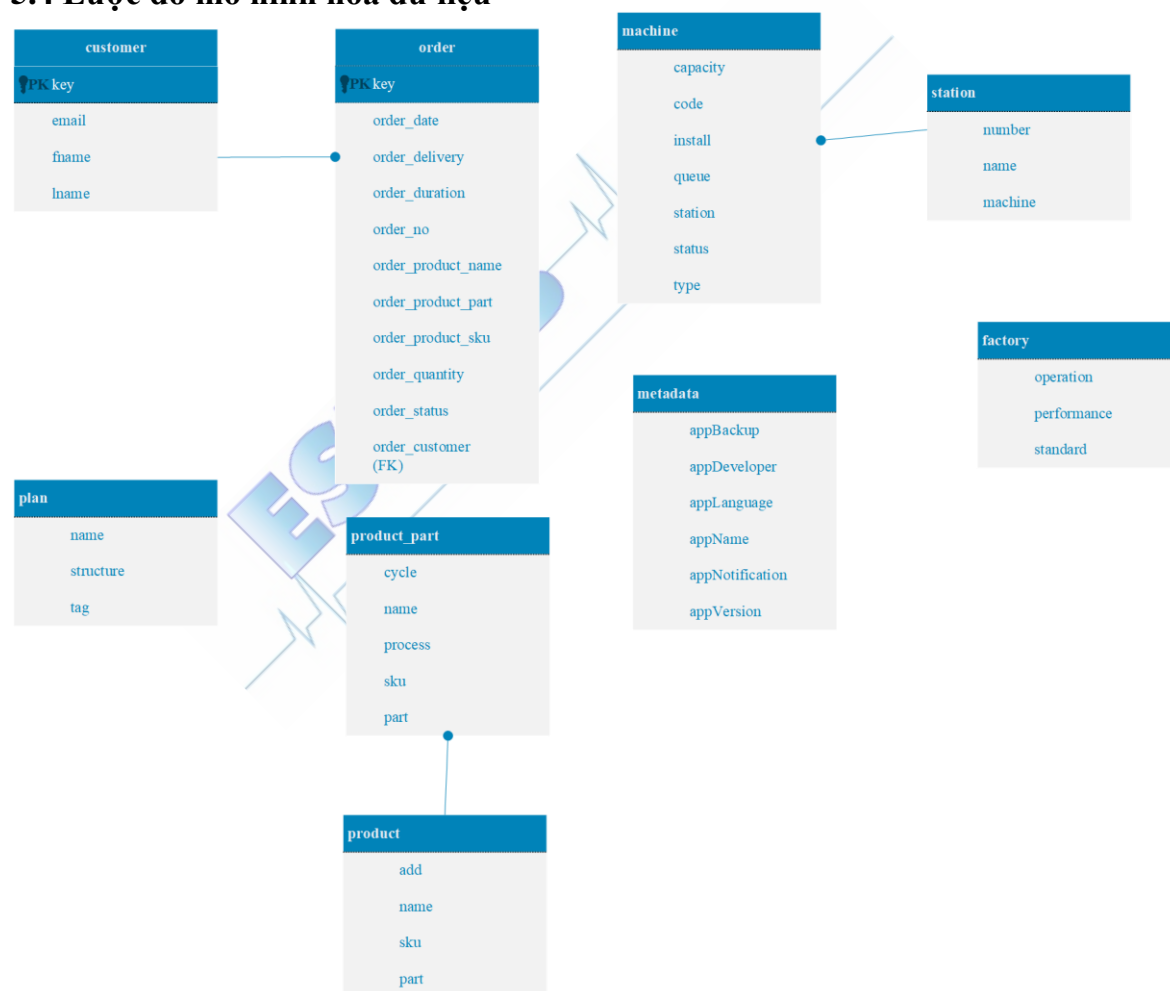 customer
PK key
email
fname
lname
order
PK key
order_date
order_delivery
order_duration
order_no
order_product_name
order_product_part
order_product_sku
order_quantity
order_status
order_customer
(FK)
machine
capacity
code
install
queue
station
status
type
station
number
name
machine
factory
operation
performance
standard
metadata
appBackup
appDeveloper
appLanguage
appName
appNotification
appVersion
plan
name
structure
tag
product_part
cycle
name
process
sku
part
product
add
name
sku
part